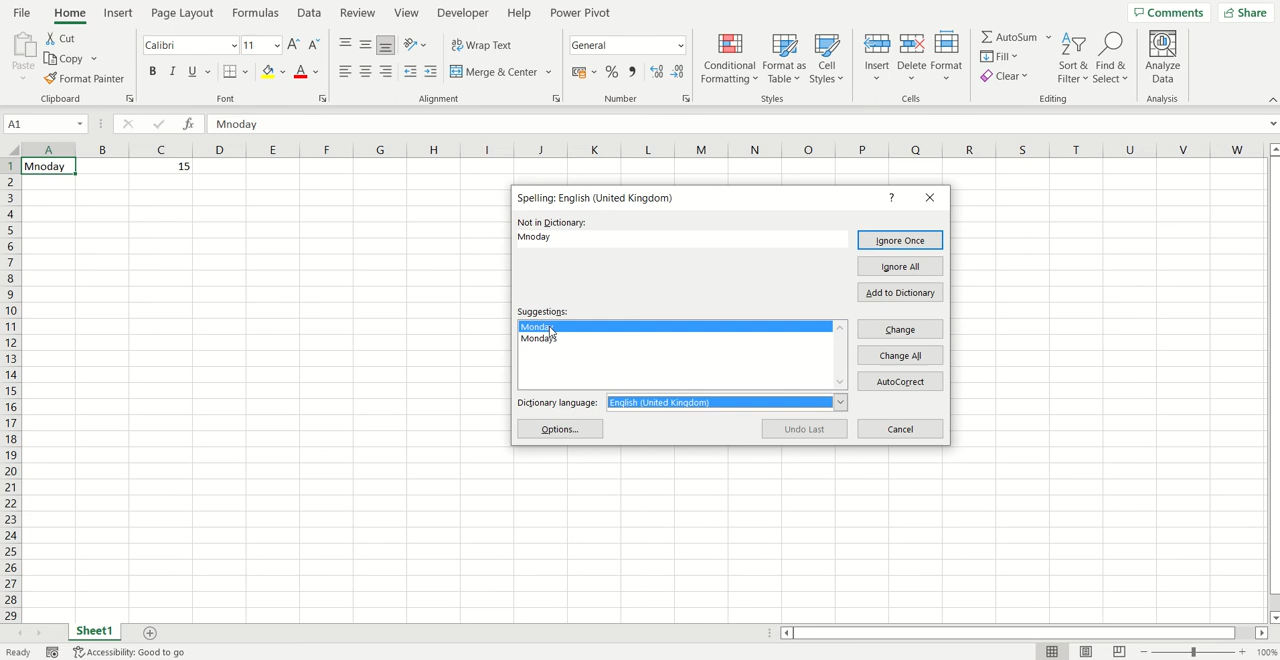 File Home Insert Page Layout Formulas Data Review View Developer Help Power Pivot Comments Share
Paste Cut Copy Format Painter Clipboard
Calibri 11 B I U Font
Wrap Text Merge & Center Alignment
General % Number
Conditional Formatting Format as Table Cell Styles Styles
Insert Delete Format Cells
AutoSum Fill Clear Sort & Filter Find & Select Editing
Analyze Data Analysis
A1 fx Mnoday
A B C D E F G H I J K L M N O P Q R S T U V W
1 Mnoday 15
2
3
4
5
6
7
8
9
10
11
12
13
14
15
16
17
18
19
20
21
22
23
24
25
26
27
28
29
Spelling: English (United Kingdom) ?
Not in Dictionary:
Mnoday
Ignore Once
Ignore All
Add to Dictionary
Suggestions:
Monday
Mondays
Change
Change All
AutoCorrect
Dictionary language: English (United Kingdom)
Options... Undo Last Cancel
Sheet1
Ready Accessibility: Good to go 100%